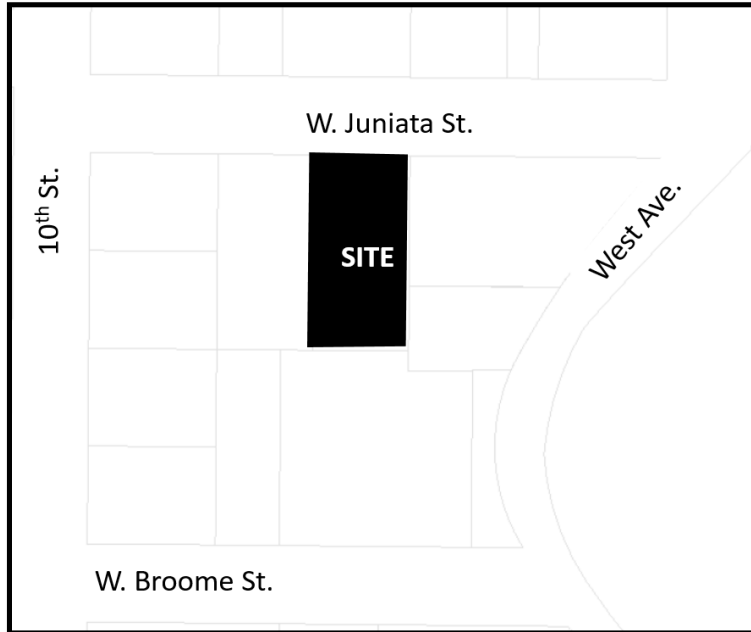 W. Juniata St.
10th St.
SITE
West Ave.
W. Broome St.